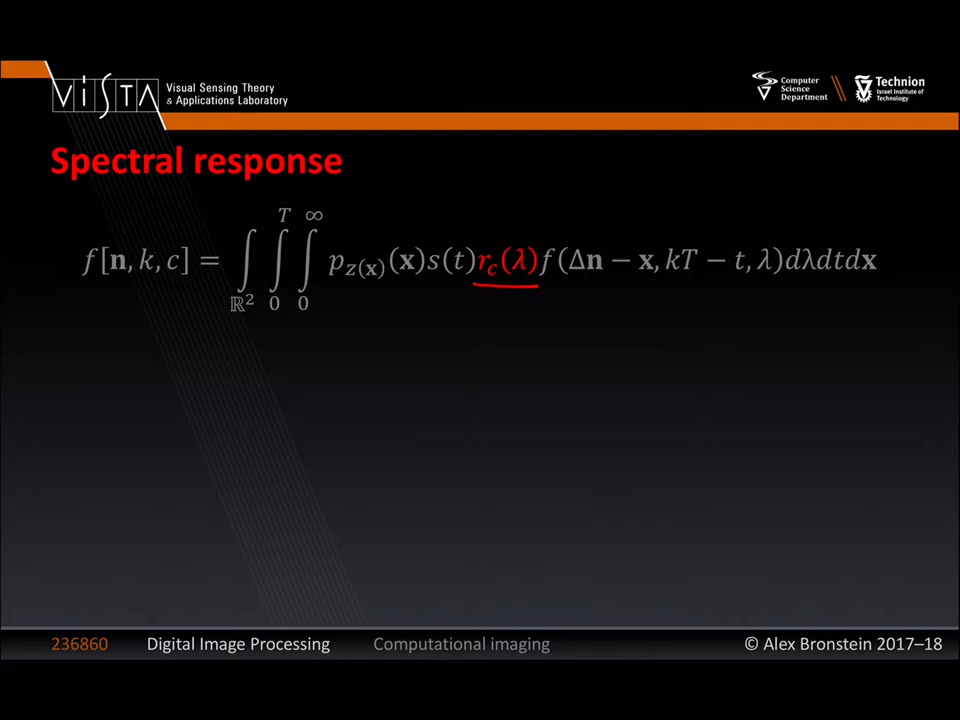 ViSTA
Visual Sensing Theory
& Applications Laboratory
Computer
Science
Department
Technion
Israel Institute of
Technology
Spectral response
f[n, k, c] = ∫_{ℝ²} ∫_0^T ∫_0^∞ p_{z(x)}(x)s(t)r_c(λ)f(Δn − x, kT − t, λ)dλdtdx
236860 Digital Image Processing Computational imaging © Alex Bronstein 2017–18